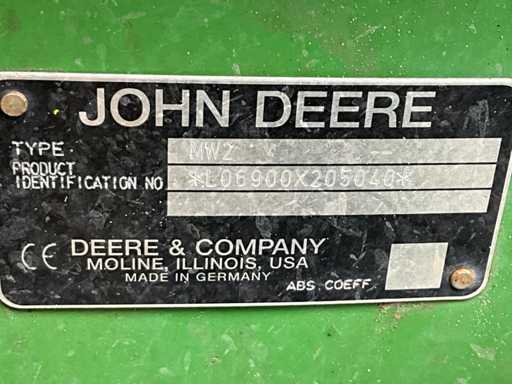 JOHN DEERE
TYPE. MW2
PRODUCT
IDENTIFICATION NO *L06900X205040*
CE DEERE & COMPANY
MOLINE, ILLINOIS, USA
MADE IN GERMANY
ABS. COEFF.